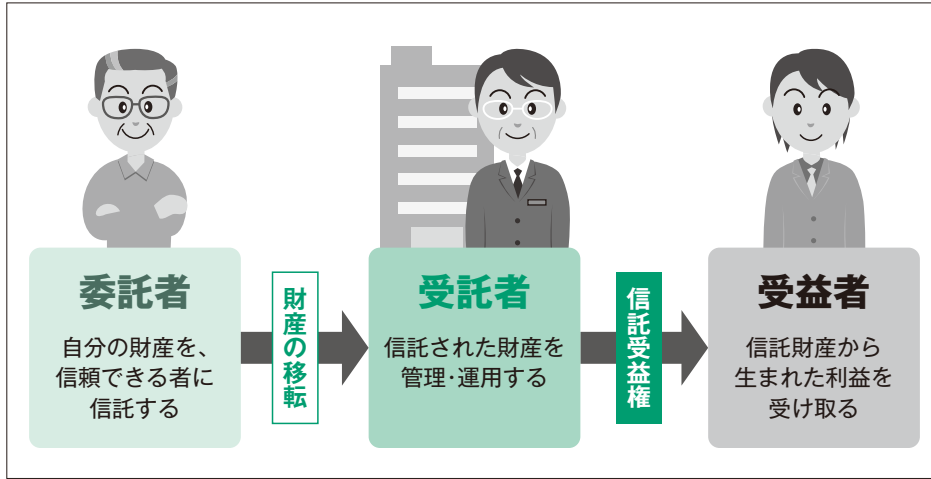 委託者
自分の財産を、
信頼できる者に
信託する
財産の移転
受託者
信託された財産を
管理・運用する
信託受益権
受益者
信託財産から
生まれた利益を
受け取る